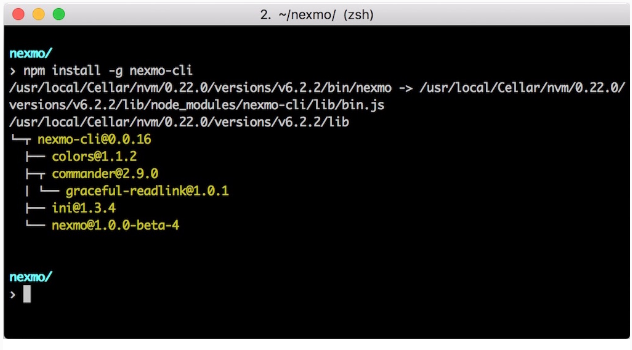 2. ~/nexmo/ (zsh)
nexmo/
› npm install -g nexmo-cli
/usr/local/Cellar/nvm/0.22.0/versions/v6.2.2/bin/nexmo -> /usr/local/Cellar/nvm/0.22.0/
versions/v6.2.2/lib/node_modules/nexmo-cli/lib/bin.js
/usr/local/Cellar/nvm/0.22.0/versions/v6.2.2/lib
└─┬ nexmo-cli@0.0.16
  ├── colors@1.1.2
  ├─┬ commander@2.9.0
  │ └── graceful-readlink@1.0.1
  ├── ini@1.3.4
  └── nexmo@1.0.0-beta-4
nexmo/
›